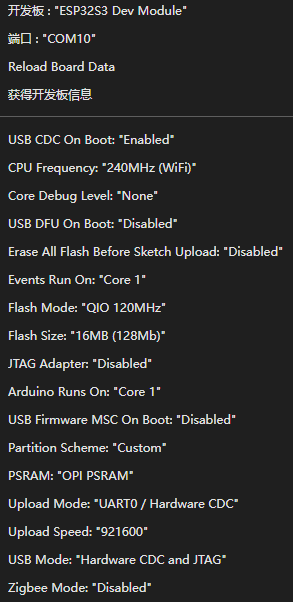 开发板 : "ESP32S3 Dev Module"
端口 : "COM10"
Reload Board Data
获得开发板信息
USB CDC On Boot: "Enabled"
CPU Frequency: "240MHz (WiFi)"
Core Debug Level: "None"
USB DFU On Boot: "Disabled"
Erase All Flash Before Sketch Upload: "Disabled"
Events Run On: "Core 1"
Flash Mode: "QIO 120MHz"
Flash Size: "16MB (128Mb)"
JTAG Adapter: "Disabled"
Arduino Runs On: "Core 1"
USB Firmware MSC On Boot: "Disabled"
Partition Scheme: "Custom"
PSRAM: "OPI PSRAM"
Upload Mode: "UART0 / Hardware CDC"
Upload Speed: "921600"
USB Mode: "Hardware CDC and JTAG"
Zigbee Mode: "Disabled"